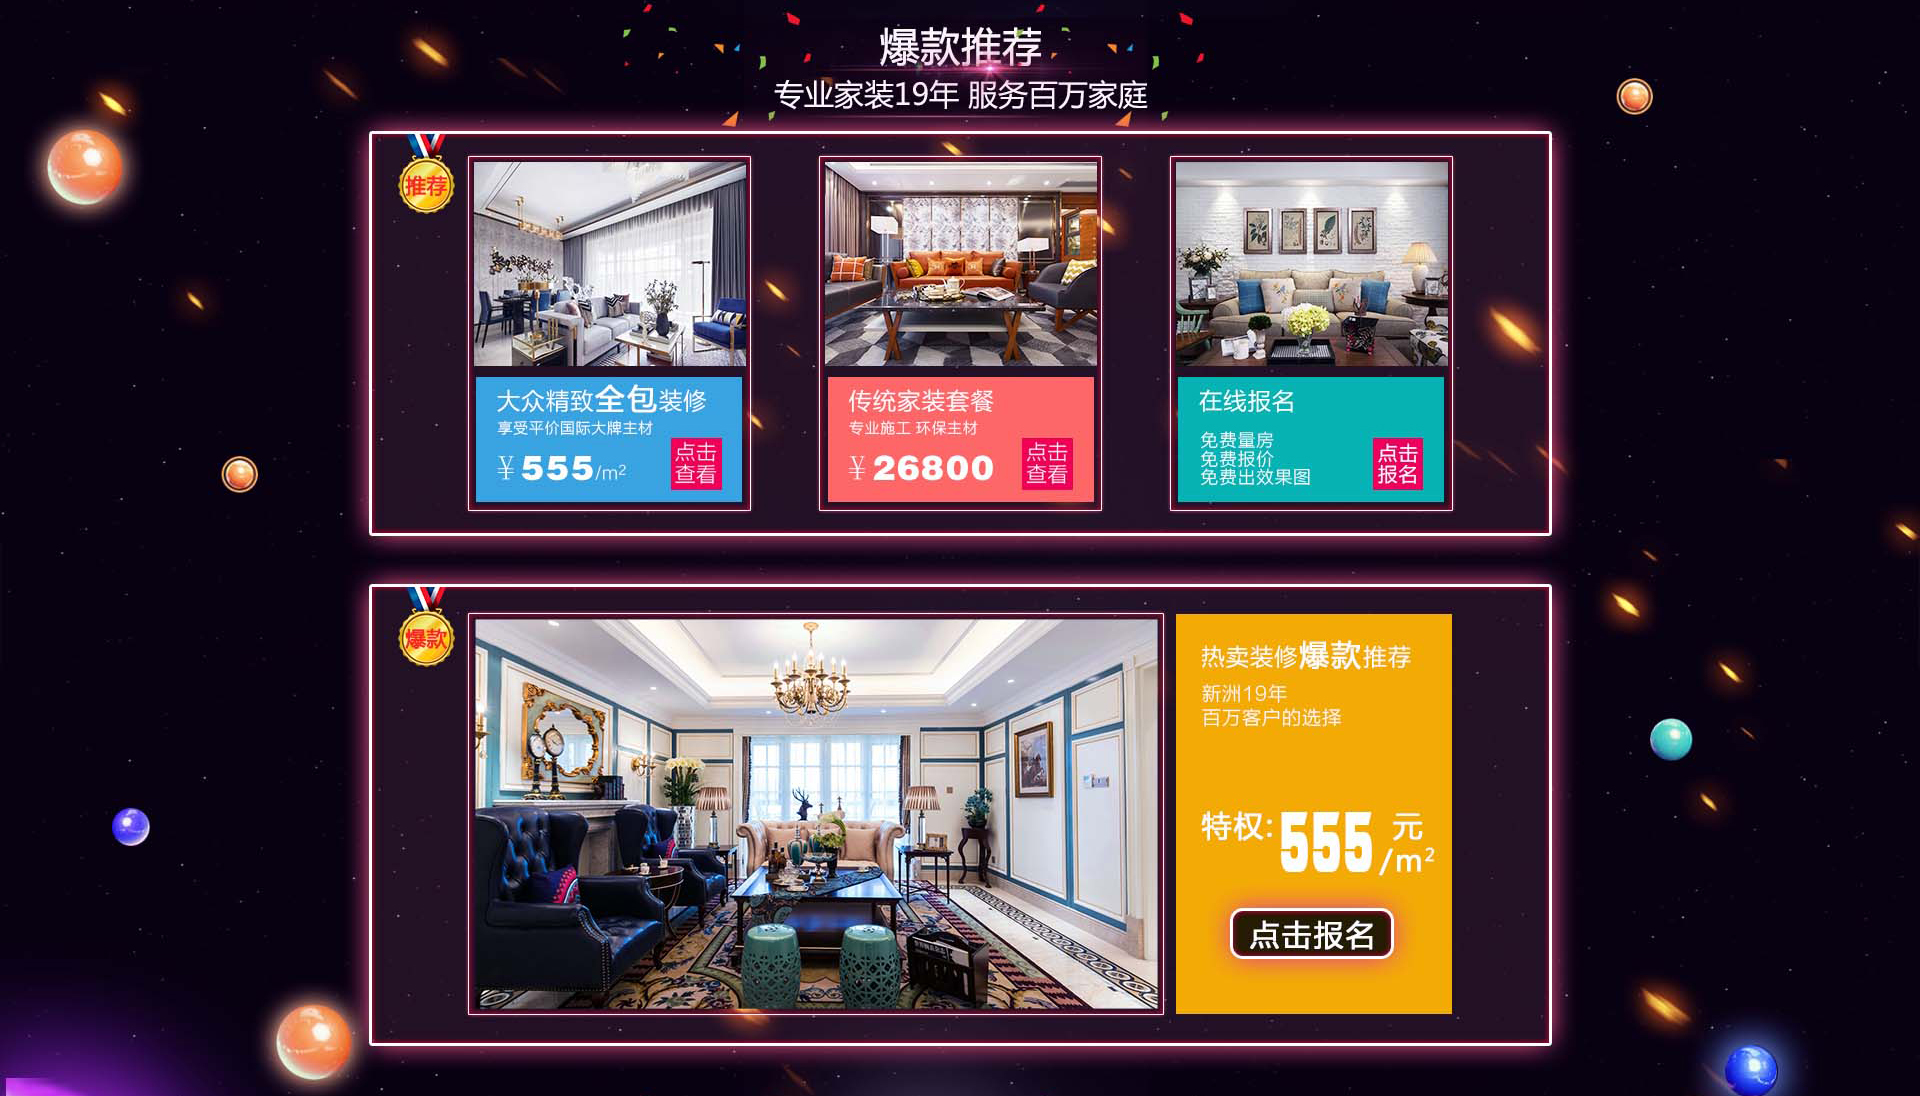 爆款推荐
专业家装19年 服务百万家庭
推荐
大众精致全包装修
享受平价国际大牌主材
¥555/m²
点击
查看
传统家装套餐
专业施工 环保主材
¥26800
点击
查看
在线报名
免费量房
免费报价
免费出效果图
点击
报名
爆款
热卖装修爆款推荐
新洲19年
百万客户的选择
特权:555元/m²
点击报名